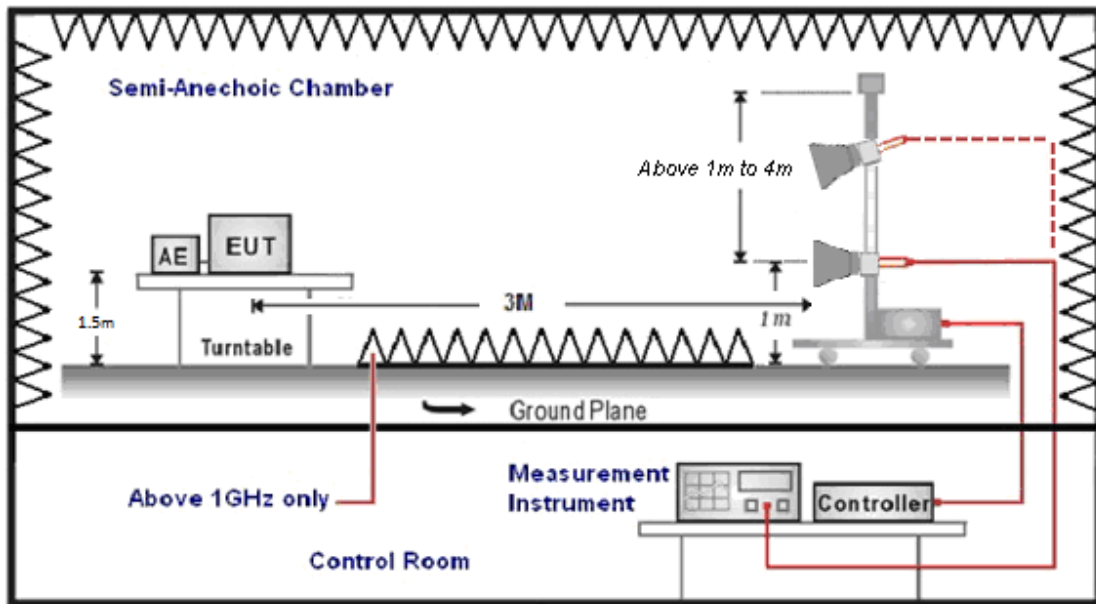 Semi-Anechoic Chamber
Above 1m to 4m
AE
EUT
3M
1m
1.5m
Turntable
Ground Plane
Above 1GHz only
Measurement
Instrument
Controller
Control Room